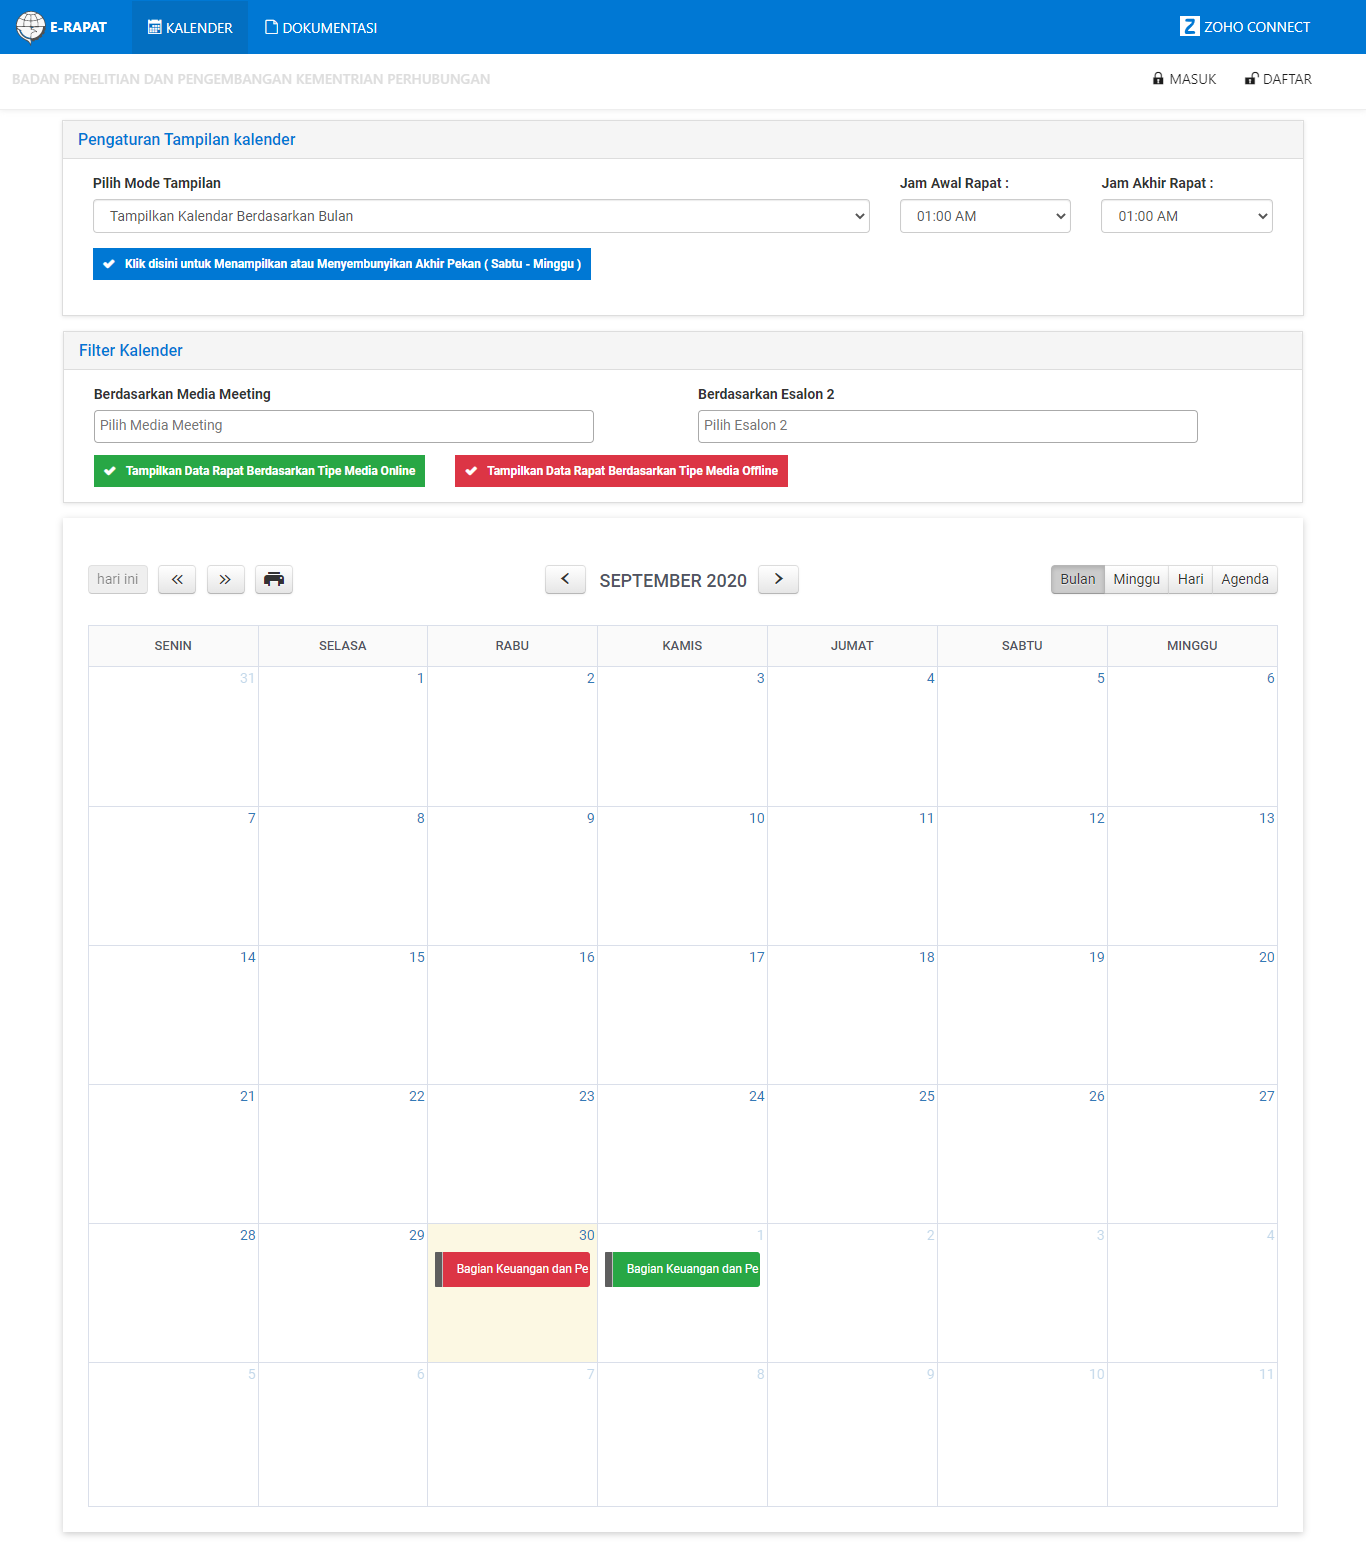 E-RAPAT KALENDER DOKUMENTASI ZOHO CONNECT
BADAN PENELITIAN DAN PENGEMBANGAN KEMENTRIAN PERHUBUNGAN MASUK DAFTAR
Pengaturan Tampilan kalender
Pilih Mode Tampilan Jam Awal Rapat : Jam Akhir Rapat :
Tampilkan Kalendar Berdasarkan Bulan 01:00 AM 01:00 AM
Klik disini untuk Menampilkan atau Menyembunyikan Akhir Pekan ( Sabtu - Minggu )
Filter Kalender
Berdasarkan Media Meeting Berdasarkan Esalon 2
Pilih Media Meeting Pilih Esalon 2
Tampilkan Data Rapat Berdasarkan Tipe Media Online Tampilkan Data Rapat Berdasarkan Tipe Media Offline
hari ini SEPTEMBER 2020 Bulan Minggu Hari Agenda
SENIN SELASA RABU KAMIS JUMAT SABTU MINGGU
31 1 2 3 4 5 6
7 8 9 10 11 12 13
14 15 16 17 18 19 20
21 22 23 24 25 26 27
28 29 30 1 2 3 4
Bagian Keuangan dan Pe Bagian Keuangan dan Pe
5 6 7 8 9 10 11